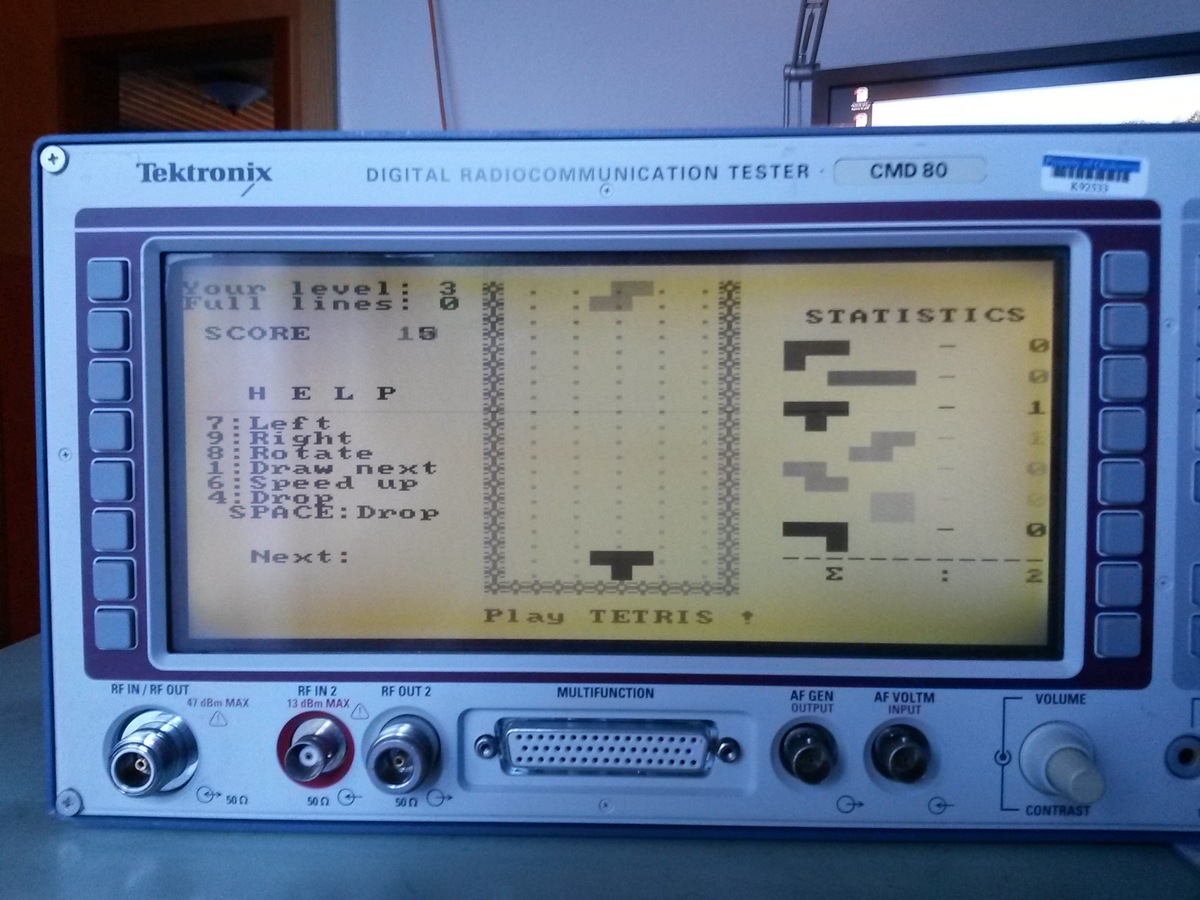 Tektronix
DIGITAL RADIOCOMMUNICATION TESTER
CMD 80
K92533
Your level: 3
Full lines: 0
SCORE
HELP
7:Left
9:Right
8:Rotate
1:Draw next
6:Speed up
4:Drop
SPACE:Drop
Next:
Play TETRIS !
STATISTICS
- 0
- 0
- 1
- 0
Σ : 2
RF IN / RF OUT
47 dBm MAX
50 Ω
RF IN 2
13 dBm MAX
50 Ω
RF OUT 2
50 Ω
MULTIFUNCTION
AF GEN
OUTPUT
AF VOLTM
INPUT
VOLUME
CONTRAST